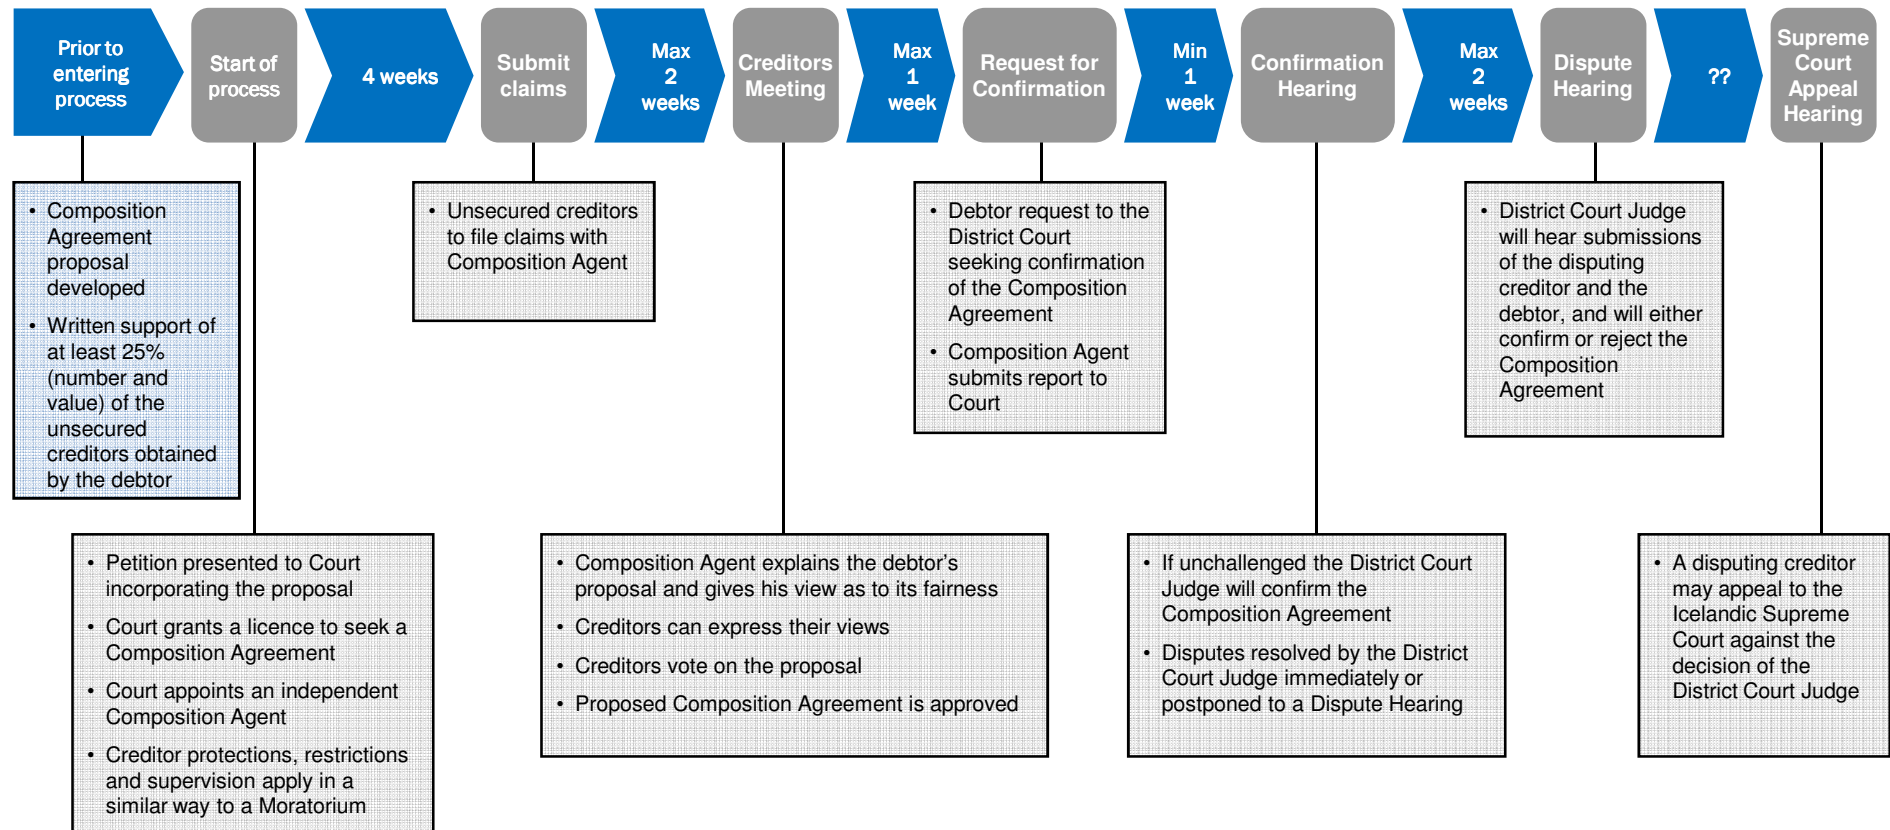 Prior to
entering
process
Start of
process
4 weeks
Submit
claims
Max
2
weeks
Creditors
Meeting
Max
1
week
Request for
Confirmation
Min
1
week
Confirmation
Hearing
Max
2
weeks
Dispute
Hearing
??
Supreme
Court
Appeal
Hearing
• Composition
Agreement
proposal
developed
• Written support of
at least 25%
(number and
value) of the
unsecured
creditors obtained
by the debtor
• Unsecured creditors
to file claims with
Composition Agent
• Debtor request to the
District Court
seeking confirmation
of the Composition
Agreement
• Composition Agent
submits report to
Court
• District Court Judge
will hear submissions
of the disputing
creditor and the
debtor, and will either
confirm or reject the
Composition
Agreement
• Petition presented to Court
incorporating the proposal
• Court grants a licence to seek a
Composition Agreement
• Court appoints an independent
Composition Agent
• Creditor protections, restrictions
and supervision apply in a
similar way to a Moratorium
• Composition Agent explains the debtor's
proposal and gives his view as to its fairness
• Creditors can express their views
• Creditors vote on the proposal
• Proposed Composition Agreement is approved
• If unchallenged the District Court
Judge will confirm the
Composition Agreement
• Disputes resolved by the District
Court Judge immediately or
postponed to a Dispute Hearing
• A disputing creditor
may appeal to the
Icelandic Supreme
Court against the
decision of the
District Court Judge